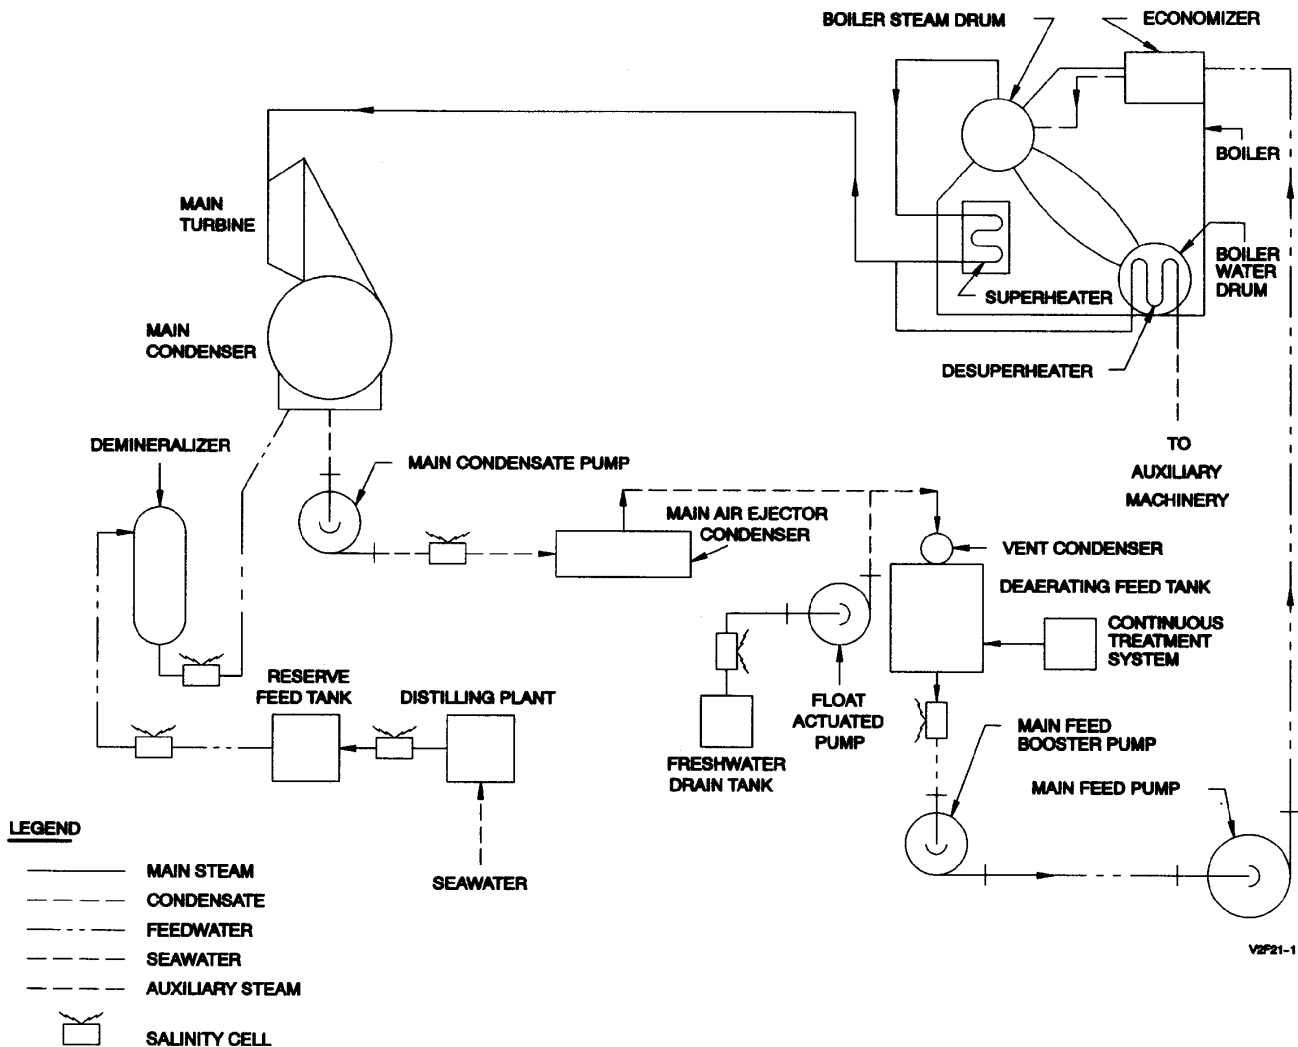 BOILER STEAM DRUM
ECONOMIZER
BOILER
MAIN
TURBINE
BOILER
WATER
DRUM
SUPERHEATER
MAIN
CONDENSER
DESUPERHEATER
TO
AUXILIARY
MACHINERY
DEMINERALIZER
MAIN CONDENSATE PUMP
MAIN AIR EJECTOR
CONDENSER
VENT CONDENSER
DEAERATING FEED TANK
CONTINUOUS
TREATMENT
SYSTEM
RESERVE
FEED TANK
DISTILLING PLANT
FLOAT
ACTUATED
PUMP
FRESHWATER
DRAIN TANK
MAIN FEED
BOOSTER PUMP
MAIN FEED PUMP
SEAWATER
LEGEND
MAIN STEAM
CONDENSATE
FEEDWATER
SEAWATER
AUXILIARY STEAM
SALINITY CELL
V2F21-1